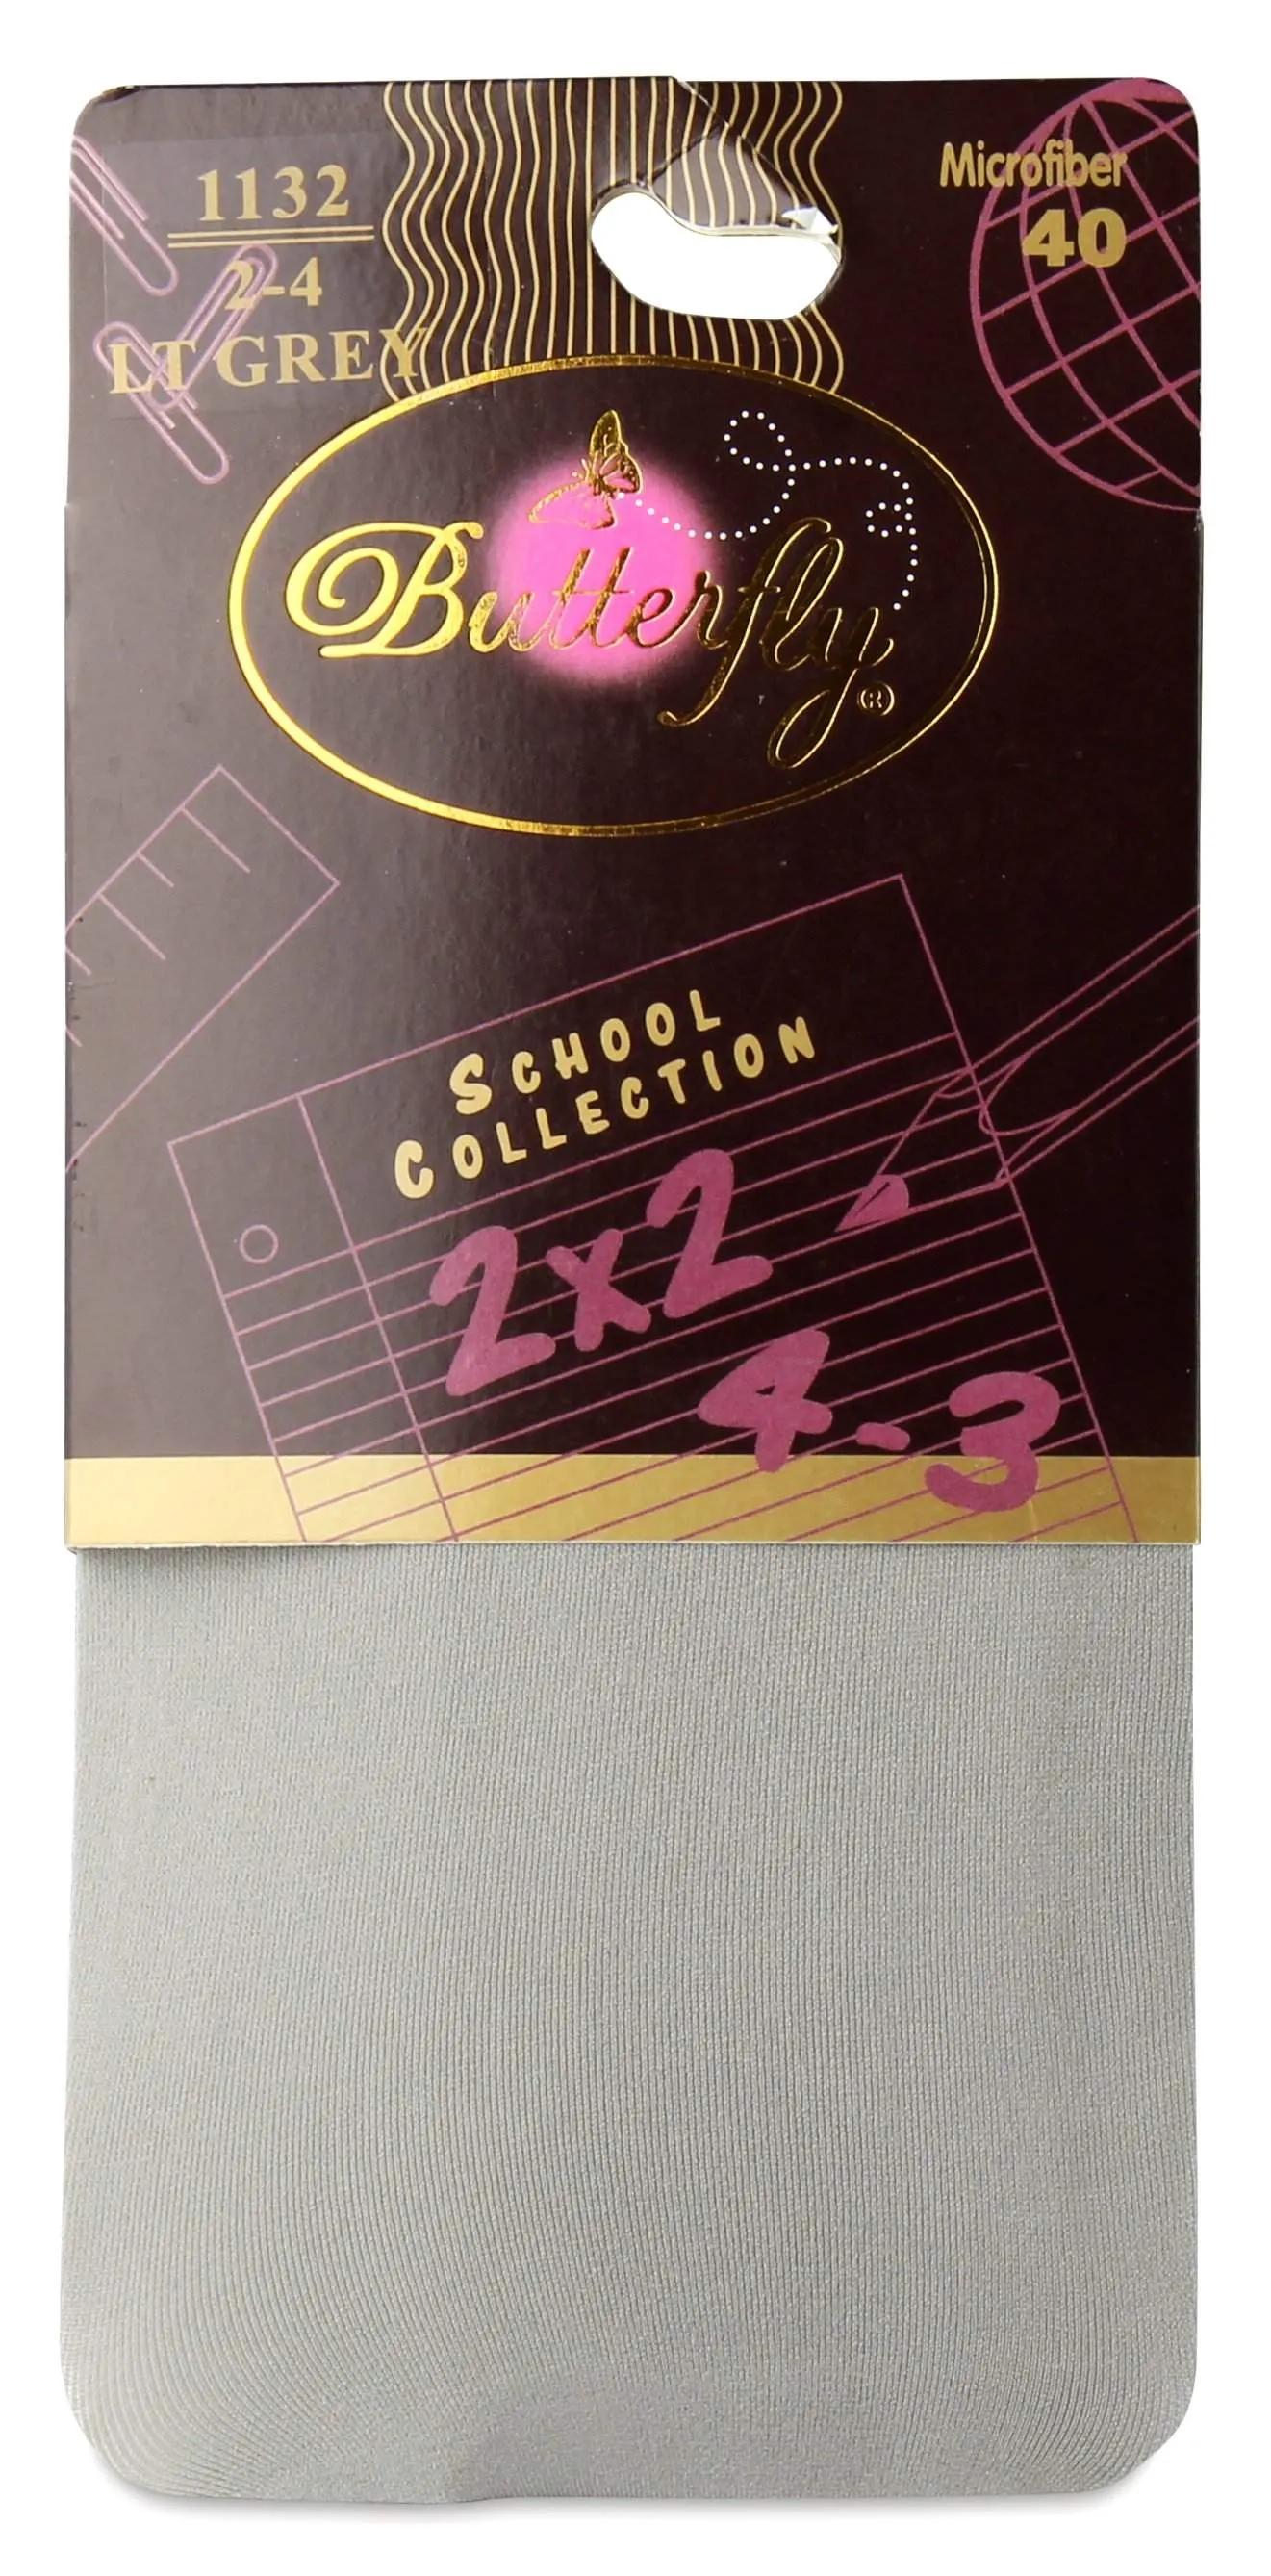 1132
2-4
LT GREY
Microfiber
40
Butterfly®
SCHOOL
COLLECTION
2x2
4-3